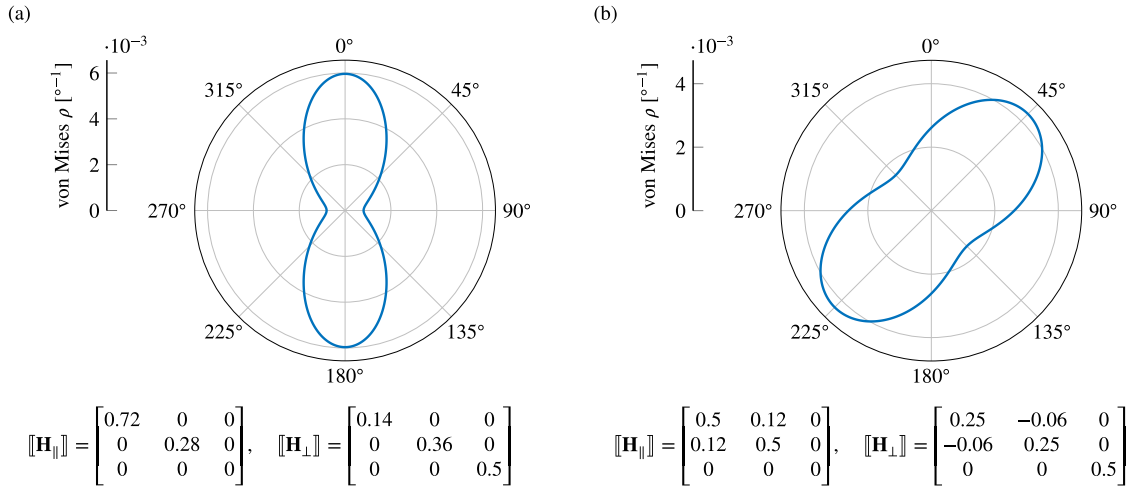 (a)
·10⁻³
von Mises ρ [°⁻¹]
6
4
2
0
0°
45°
90°
135°
180°
225°
270°
315°
⟦H∥⟧ = [0.72 0 0
0 0.28 0
0 0 0],
⟦H⊥⟧ = [0.14 0 0
0 0.36 0
0 0 0.5]
(b)
·10⁻³
von Mises ρ [°⁻¹]
4
2
0
0°
45°
90°
135°
180°
225°
270°
315°
⟦H∥⟧ = [0.5 0.12 0
0.12 0.5 0
0 0 0],
⟦H⊥⟧ = [0.25 −0.06 0
−0.06 0.25 0
0 0 0.5]